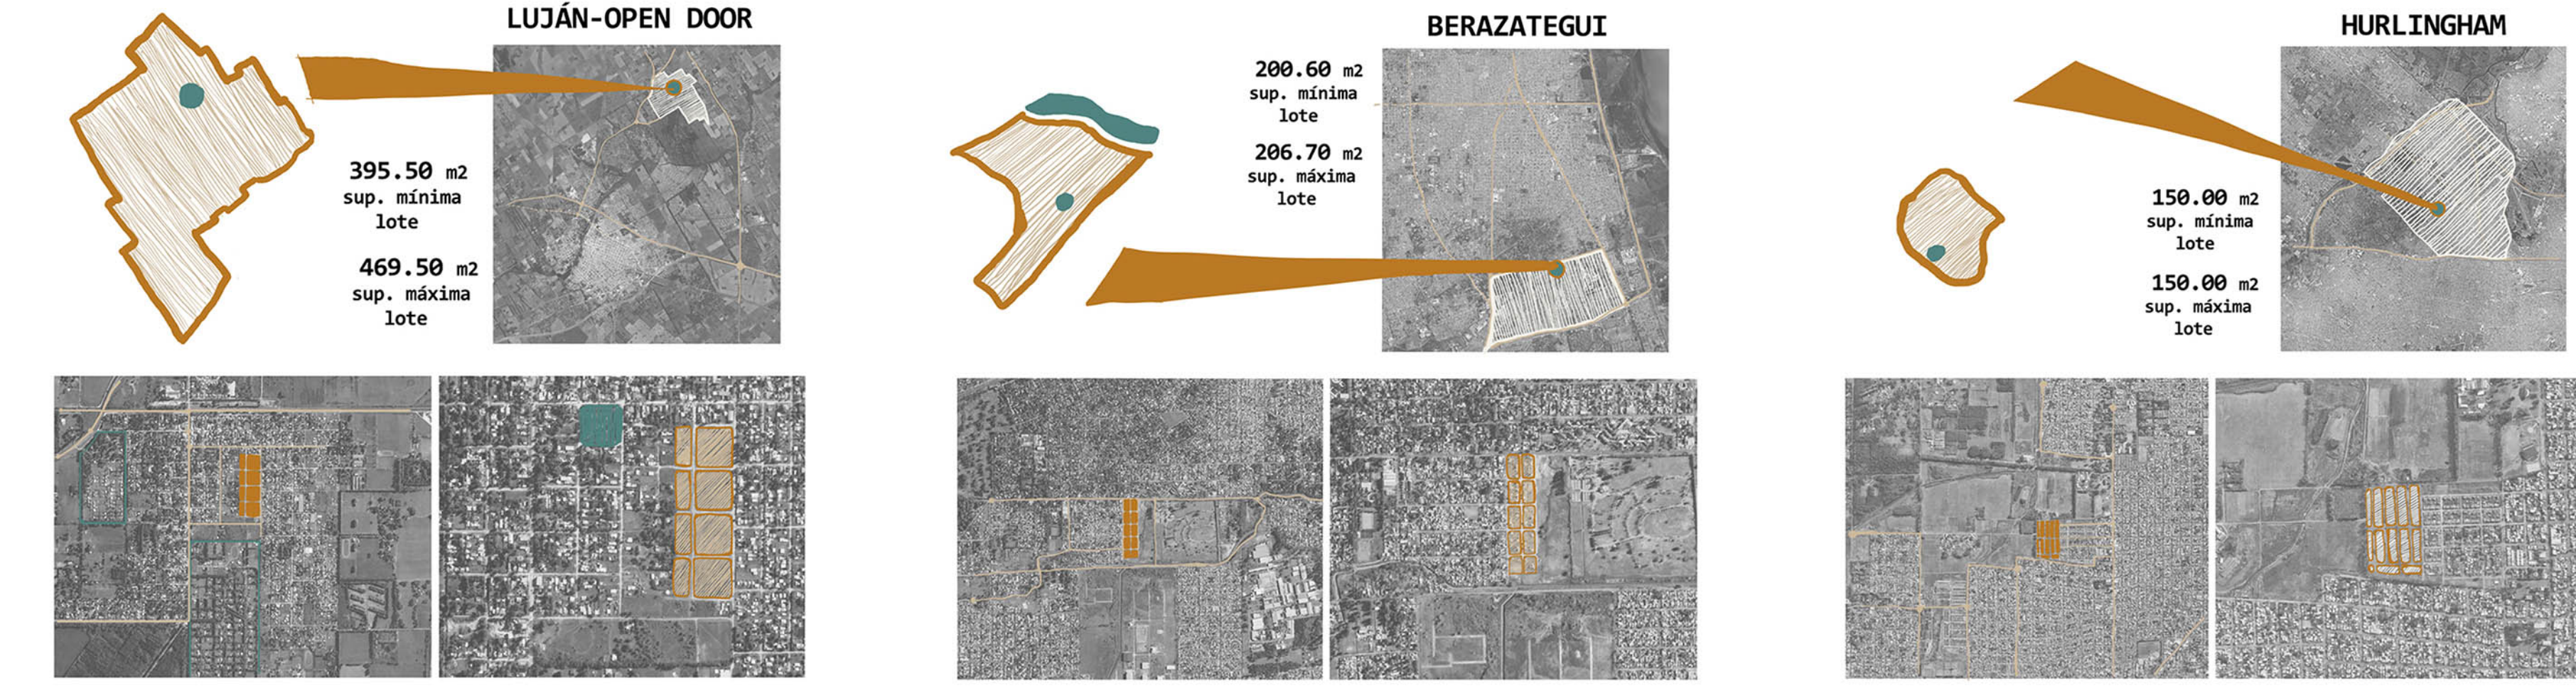 LUJÁN-OPEN DOOR
395.50 m2
sup. mínima
lote
469.50 m2
sup. máxima
lote
BERAZATEGUI
200.60 m2
sup. mínima
lote
206.70 m2
sup. máxima
lote
HURLINGHAM
150.00 m2
sup. mínima
lote
150.00 m2
sup. máxima
lote